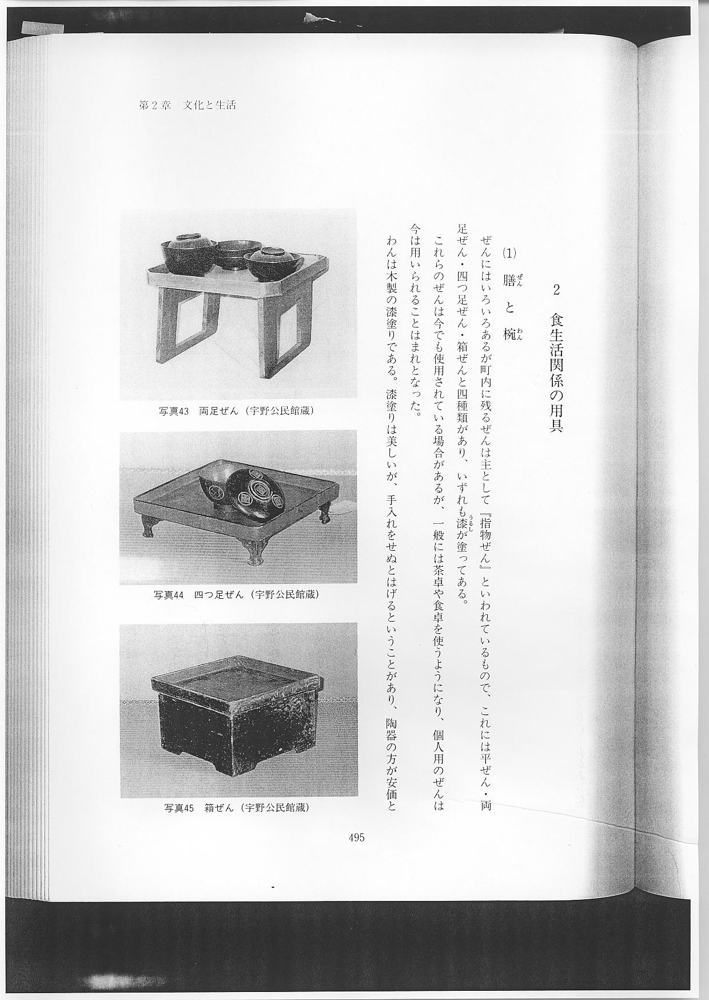 第2章　文化と生活
2　食生活関係の用具
(1)　膳と椀
ぜん
わん
ぜんにはいろいろあるが町内に残るぜんは主として『指物ぜん』といわれているもので、これには平ぜん・両
足ぜん・四つ足ぜん・箱ぜんと四種類があり、いずれも漆が塗ってある。
うるし
これらのぜんは今でも使用されている場合があるが、一般には茶卓や食卓を使うようになり、個人用のぜんは
今は用いられることはまれとなった。
わんは木製の漆塗りである。漆塗りは美しいが、手入れをせぬとはげるということがあり、陶器の方が安価と
写真43　両足ぜん（宇野公民館蔵）
写真44　四つ足ぜん（宇野公民館蔵）
写真45　箱ぜん（宇野公民館蔵）
495